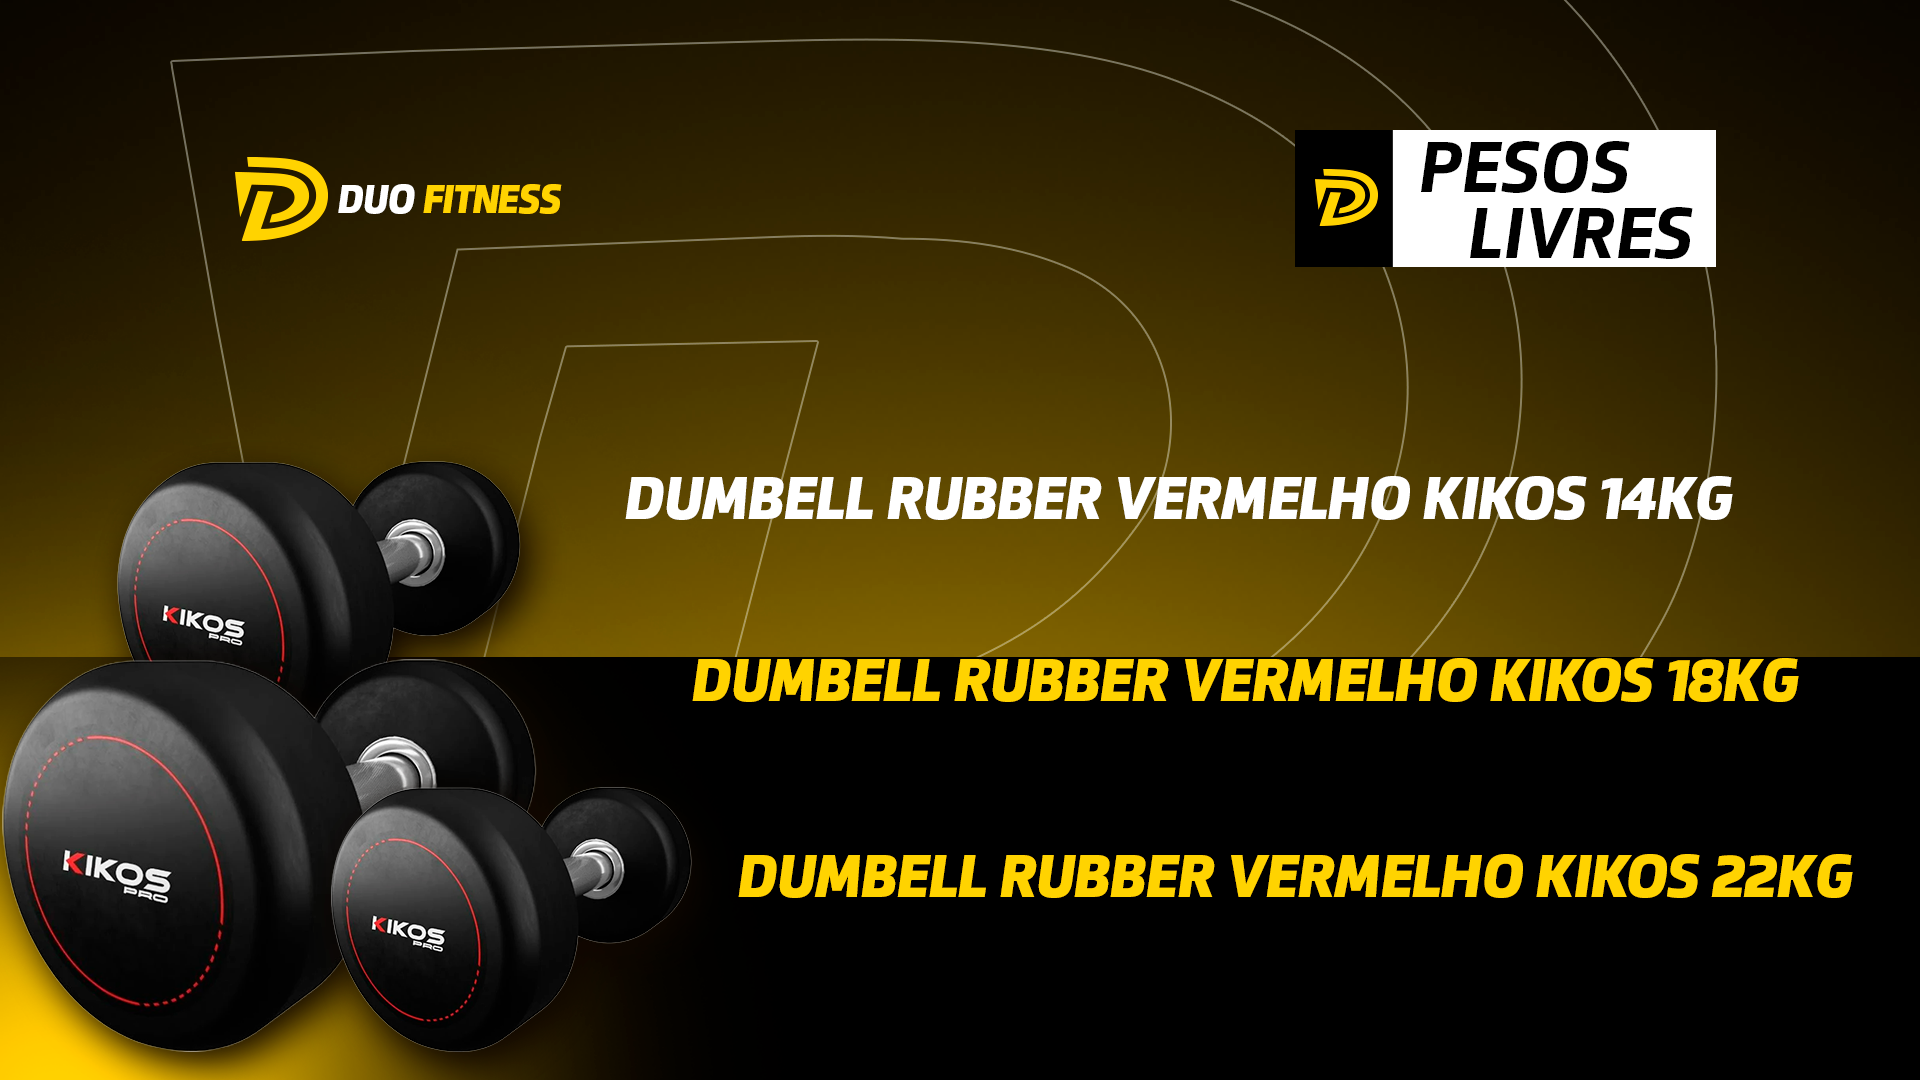 DUO FITNESS
PESOS
LIVRES
DUMBELL RUBBER VERMELHO KIKOS 14KG
KIKOS
PRO
DUMBELL RUBBER VERMELHO KIKOS 18KG
KIKOS
PRO
DUMBELL RUBBER VERMELHO KIKOS 22KG
KIKOS
PRO